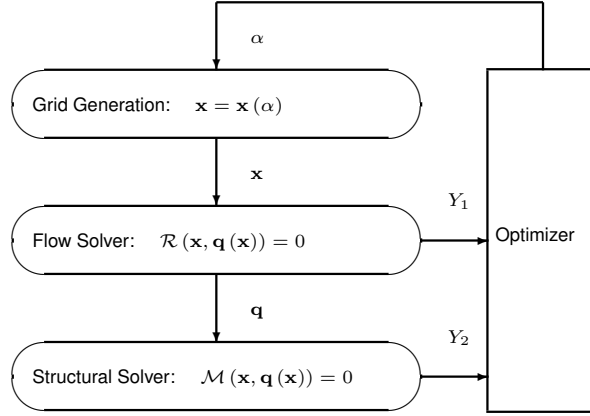 α
Grid Generation: x = x (α)
x
Y₁
Flow Solver: R (x, q (x)) = 0
Optimizer
q
Y₂
Structural Solver: M (x, q (x)) = 0